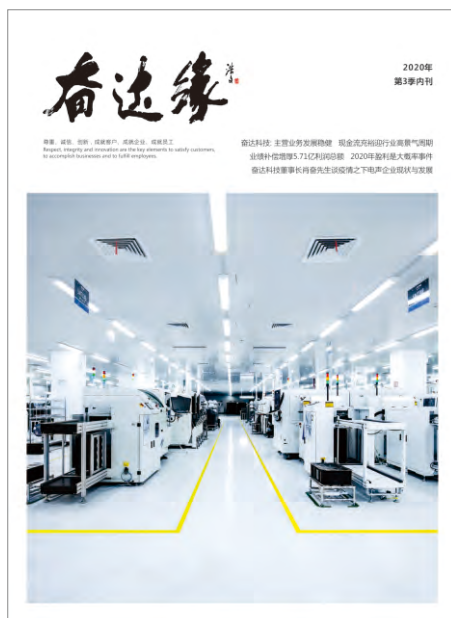 奋达缘
2020年
第3季内刊
尊重、诚信、创新，成就客户、成就企业、成就员工
Respect, integrity and innovation are the key elements to satisfy customers,
to accomplish businesses and to fulfill employees.
奋达科技: 主营业务发展稳健 现金流充裕迎行业高景气周期
业绩补偿增厚5.71亿利润总额 2020年盈利是大概率事件
奋达科技董事长肖奋先生谈疫情之下电声企业现状与发展